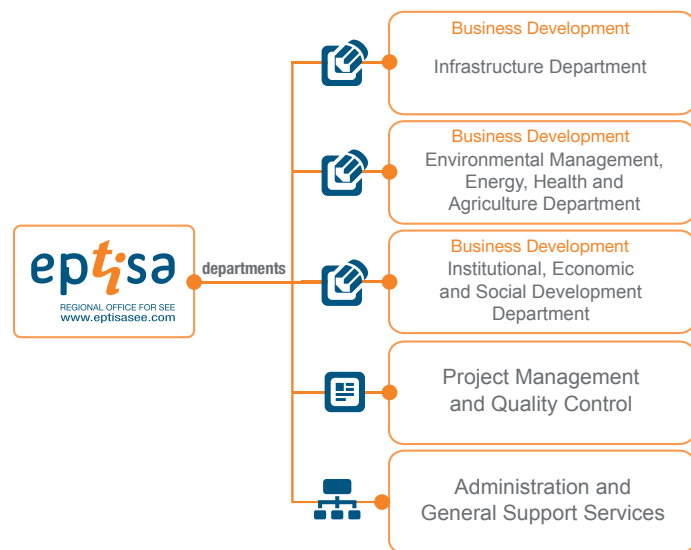 Business Development
Infrastructure Department
Business Development
Environmental Management,
Energy, Health and
Agriculture Department
eptisa
REGIONAL OFFICE FOR SEE
www.eptisasee.com
departments
Business Development
Institutional, Economic
and Social Development
Department
Project Management
and Quality Control
Administration and
General Support Services